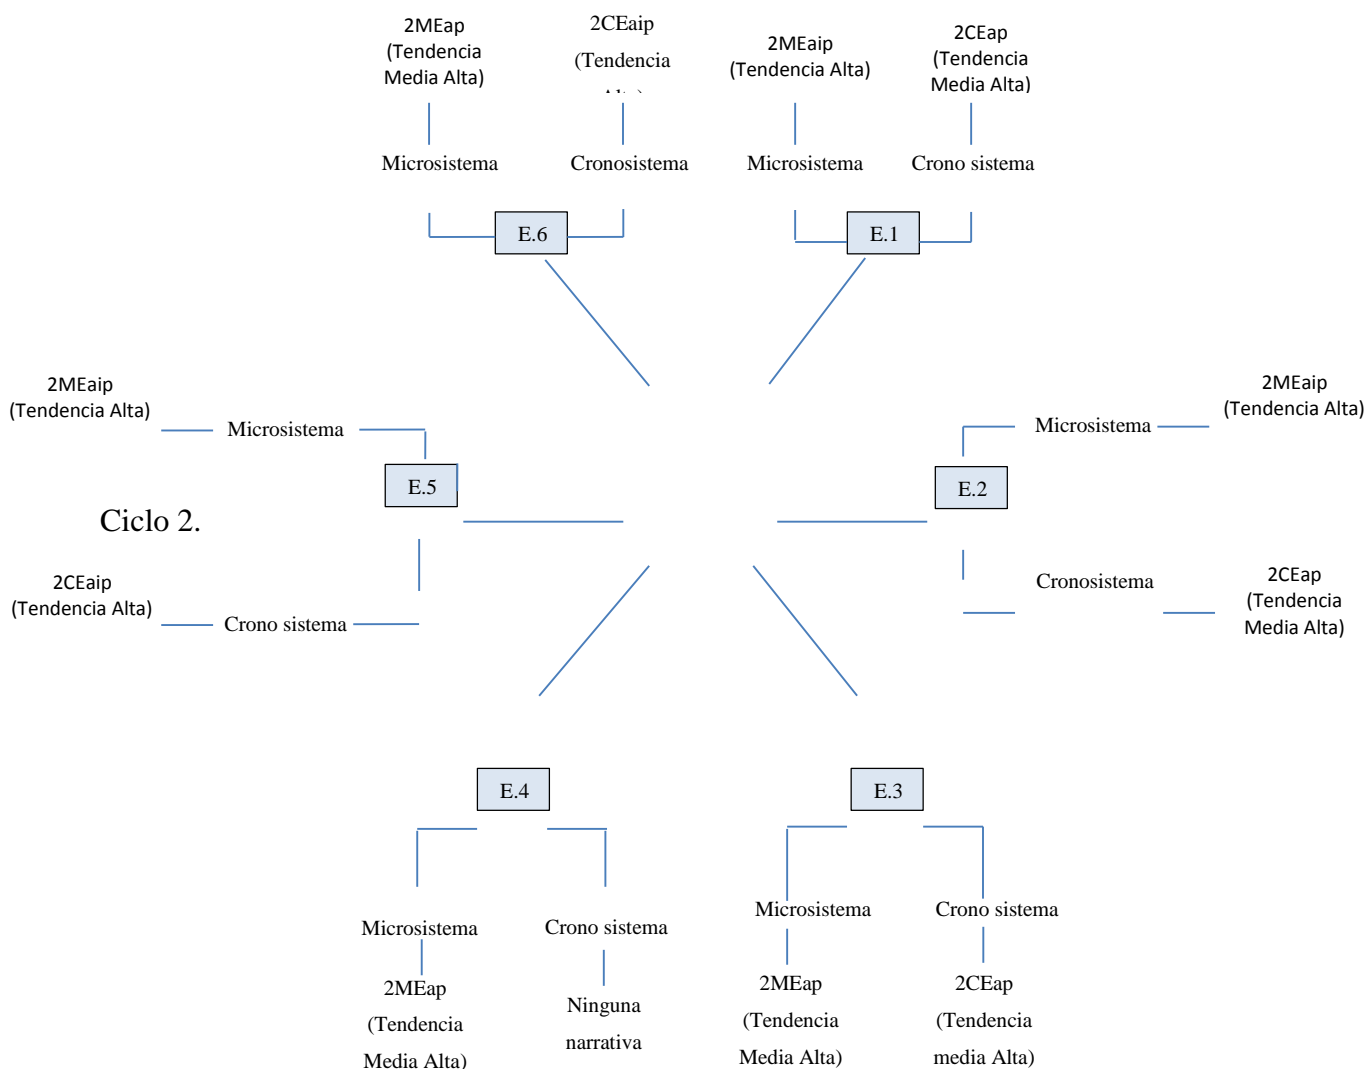 2MEap
(Tendencia
Media Alta)
2CEaip
(Tendencia
2MEaip
(Tendencia Alta)
2CEap
(Tendencia
Media Alta)
Microsistema
Cronosistema
Microsistema
Crono sistema
E.6
E.1
2MEaip
(Tendencia Alta)
Microsistema
E.5
Ciclo 2.
2CEaip
(Tendencia Alta)
Crono sistema
2MEaip
(Tendencia Alta)
Microsistema
E.2
Cronosistema
2CEap
(Tendencia
Media Alta)
E.4
E.3
Microsistema
Crono sistema
2MEap
(Tendencia
Media Alta)
Ninguna
narrativa
Microsistema
Crono sistema
2MEap
(Tendencia
Media Alta)
2CEap
(Tendencia
media Alta)